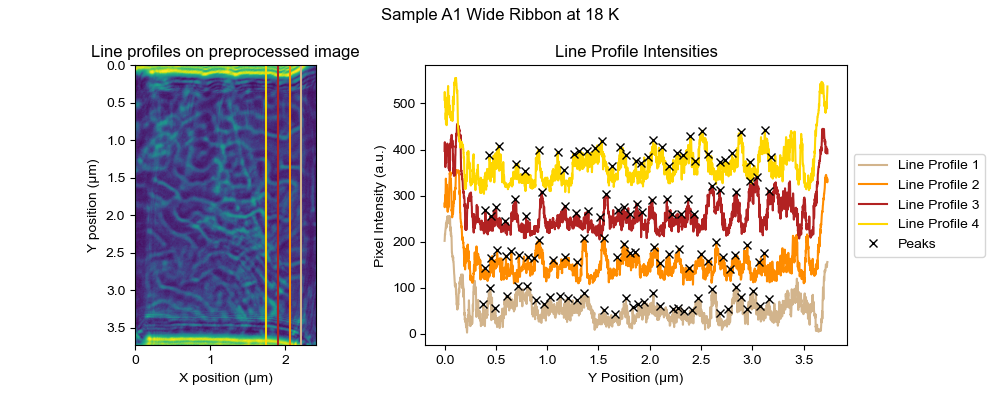 Sample A1 Wide Ribbon at 18 K
Line profiles on preprocessed image
0.0
0.5
1.0
1.5
2.0
2.5
3.0
3.5
Y position (μm)
0 1 2
X position (μm)
Line Profile Intensities
500
400
300
200
100
0
Pixel Intensity (a.u.)
0.0 0.5 1.0 1.5 2.0 2.5 3.0 3.5
Y Position (μm)
Line Profile 1
Line Profile 2
Line Profile 3
Line Profile 4
Peaks